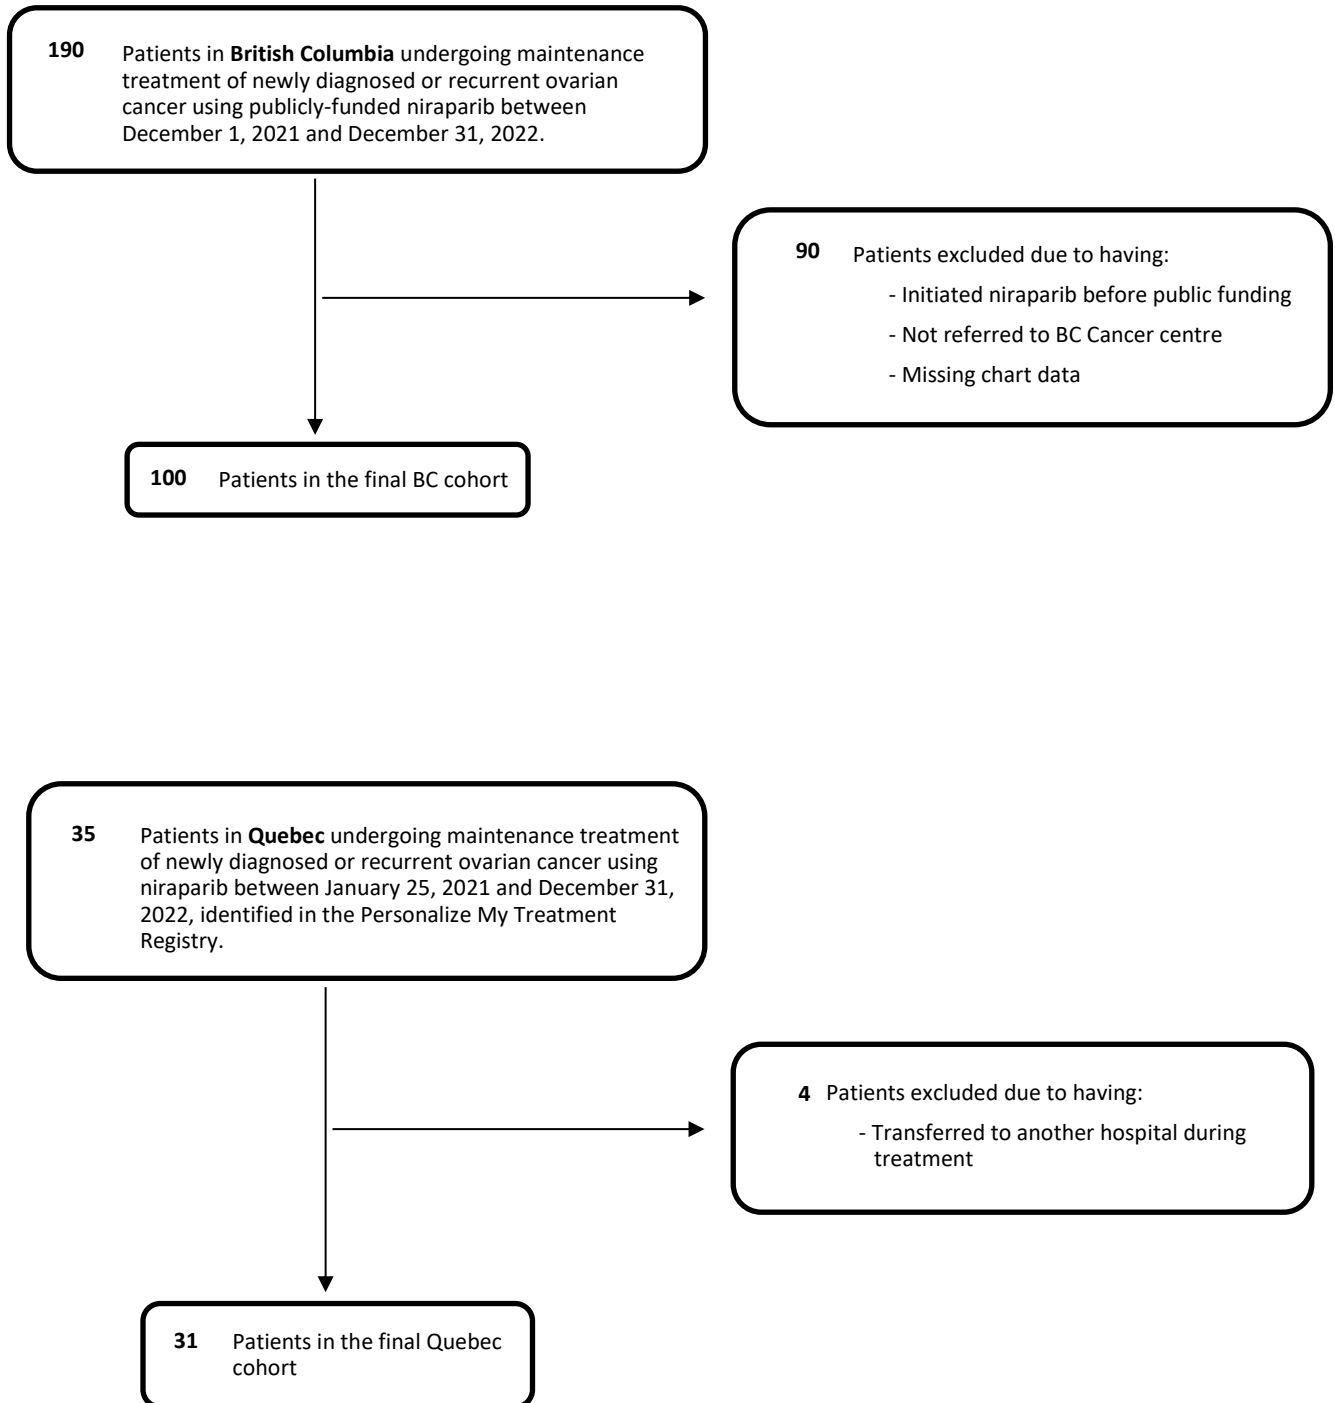 190 Patients in British Columbia undergoing maintenance
treatment of newly diagnosed or recurrent ovarian
cancer using publicly-funded niraparib between
December 1, 2021 and December 31, 2022.
90 Patients excluded due to having:
- Initiated niraparib before public funding
- Not referred to BC Cancer centre
- Missing chart data
100 Patients in the final BC cohort
35 Patients in Quebec undergoing maintenance treatment
of newly diagnosed or recurrent ovarian cancer using
niraparib between January 25, 2021 and December 31,
2022, identified in the Personalize My Treatment
Registry.
4 Patients excluded due to having:
- Transferred to another hospital during
treatment
31 Patients in the final Quebec
cohort